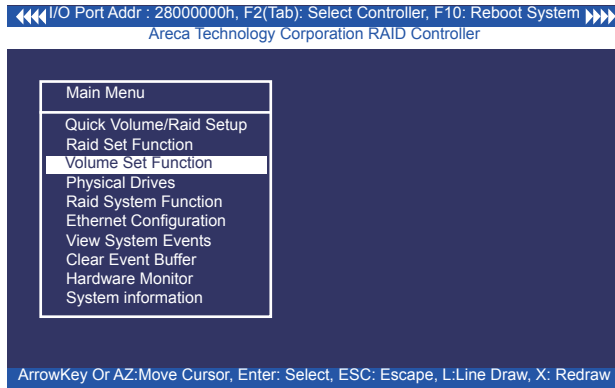 I/O Port Addr : 28000000h, F2(Tab): Select Controller, F10: Reboot System
Areca Technology Corporation RAID Controller
Main Menu
Quick Volume/Raid Setup
Raid Set Function
Volume Set Function
Physical Drives
Raid System Function
Ethernet Configuration
View System Events
Clear Event Buffer
Hardware Monitor
System information
ArrowKey Or AZ:Move Cursor, Enter: Select, ESC: Escape, L:Line Draw, X: Redraw